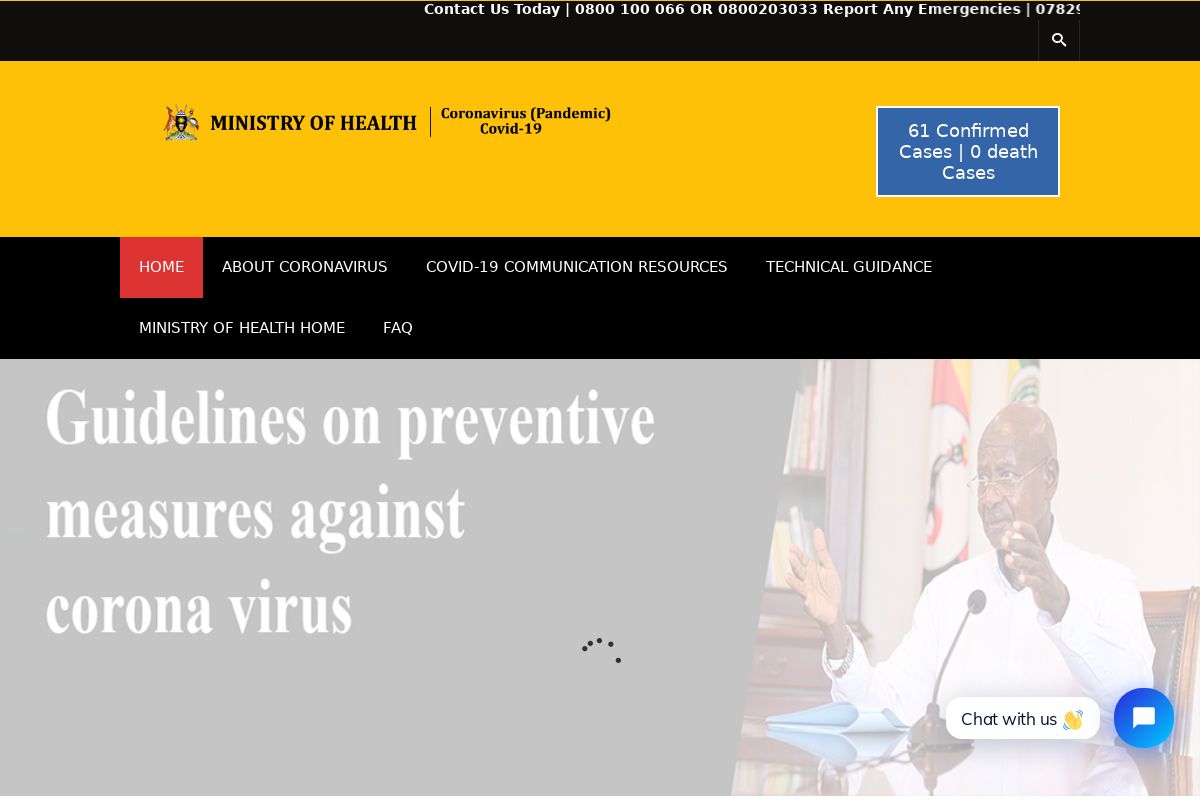 Contact Us Today | 0800 100 066 OR 0800203033 Report Any Emergencies | 0782
MINISTRY OF HEALTH
Coronavirus (Pandemic)
Covid-19
61 Confirmed
Cases | 0 death
Cases
HOME
ABOUT CORONAVIRUS
COVID-19 COMMUNICATION RESOURCES
TECHNICAL GUIDANCE
MINISTRY OF HEALTH HOME
FAQ
Guidelines on preventive
measures against
corona virus
Chat with us 👋